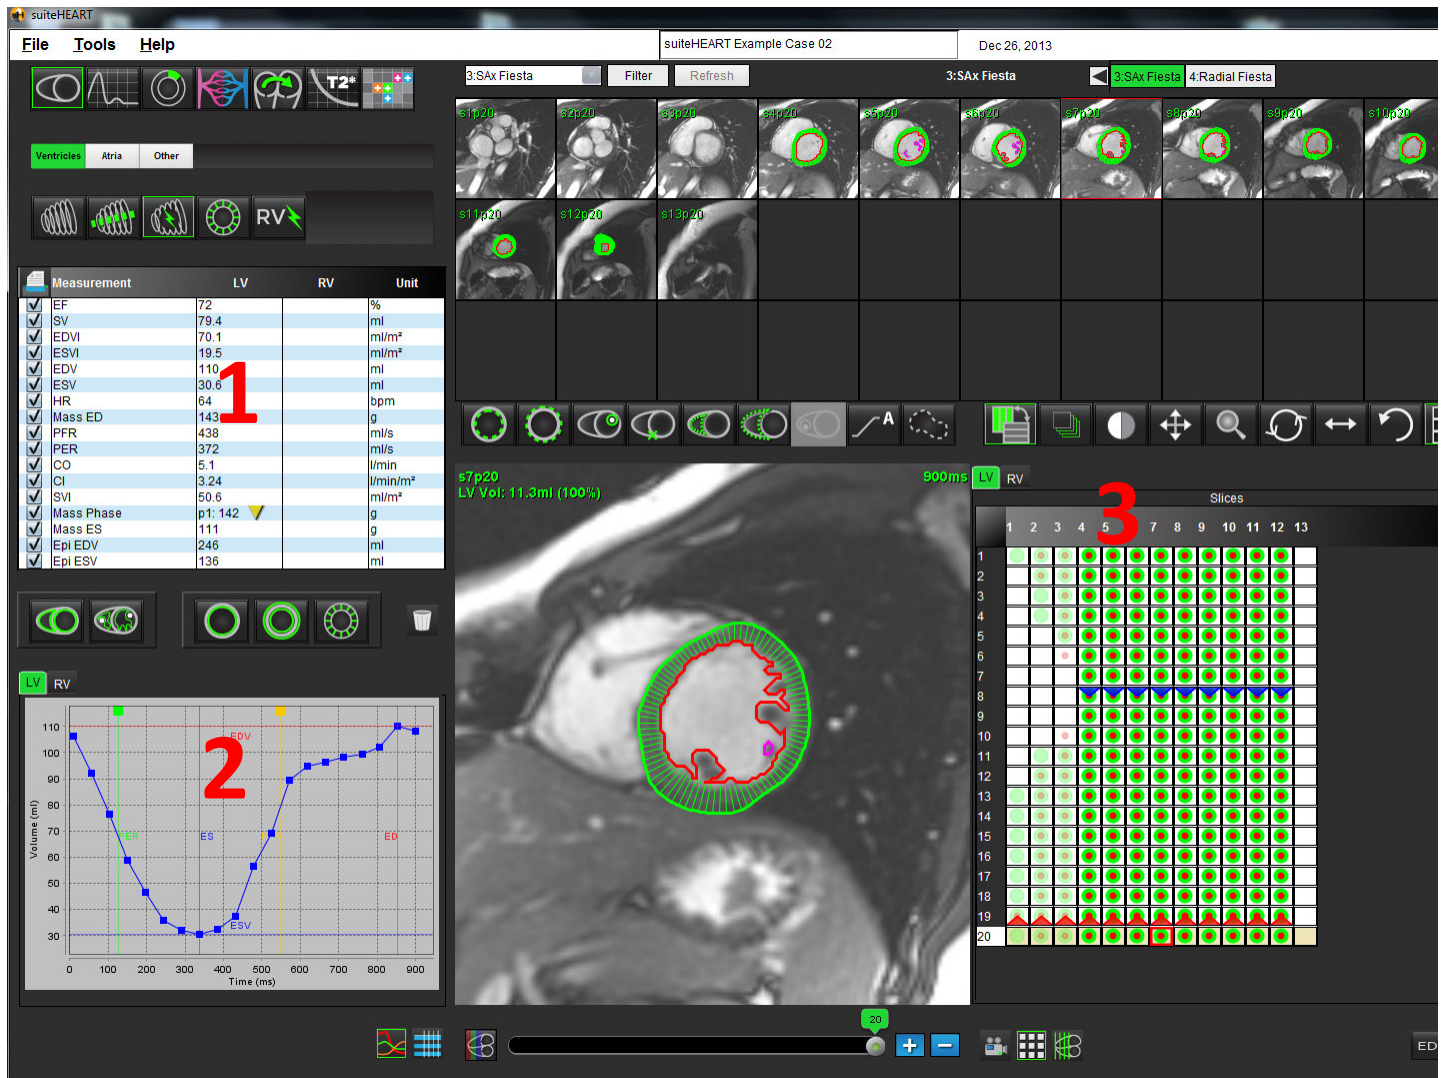 suiteHEART
File Tools Help
suiteHEART Example Case 02
Dec 26, 2013
T2*
3:SAx Fiesta Filter Refresh 3:SAx Fiesta 3:SAx Fiesta 4:Radial Fiesta
s1p20 s2p20 s3p20 s4p20 s5p20 s6p20 s7p20 s8p20 s9p20 s10p20
s11p20 s12p20 s13p20
Ventricles Atria Other
RV
Measurement LV RV Unit
EF 72 %
SV 79.4 ml
EDVI 70.1 ml/m²
ESVI 19.5 ml/m²
EDV 110 ml
ESV 30.6 ml
HR 64 bpm
Mass ED 143 g
PFR 438 ml/s
PER 372 ml/s
CO 5.1 l/min
CI 3.24 l/min/m²
SVI 50.6 ml/m²
Mass Phase p1: 142 g
Mass ES 111 g
Epi EDV 246 ml
Epi ESV 136 ml
1
A
s7p20 900ms
LV Vol: 11.3ml (100%)
LV RV
Slices
1 2 3 4 5 7 8 9 10 11 12 13
3
1
2
3
4
5
6
7
8
9
10
11
12
13
14
15
16
17
18
19
20
LV RV
2
Volume (ml)
110
100
90
80
70
60
50
40
30
EDV
PER ES ED
ESV
0 100 200 300 400 500 600 700 800 900
Time (ms)
20
ED